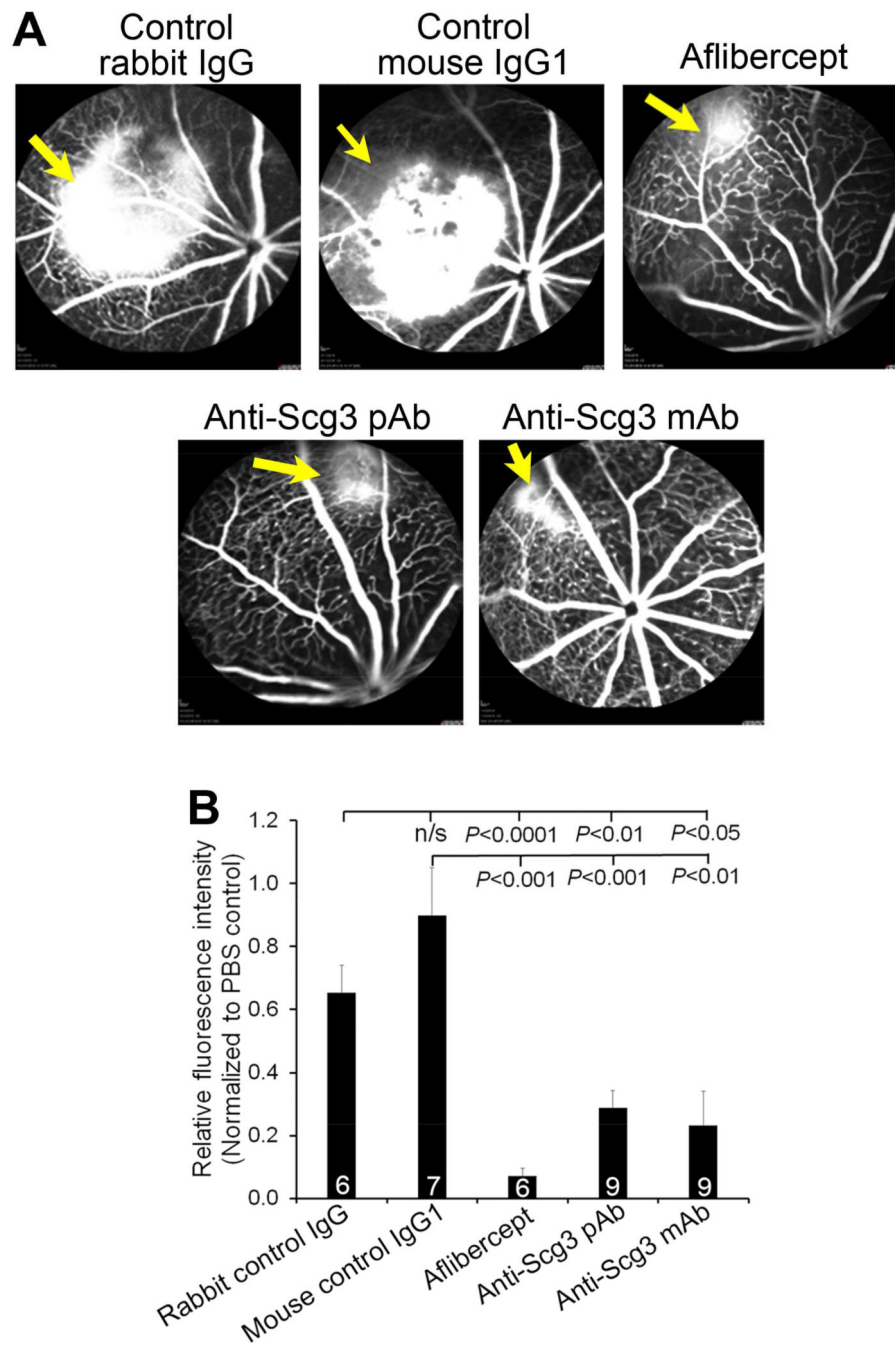 A
Control
rabbit IgG
Control
mouse IgG1
Aflibercept
Anti-Scg3 pAb
Anti-Scg3 mAb
B
Relative fluorescence intensity
(Normalized to PBS control)
1.2
1.0
0.8
0.6
0.4
0.2
0.0
n/s P<0.0001 P<0.01 P<0.05
P<0.001 P<0.001 P<0.01
6 7 6 9 9
Rabbit control IgG
Mouse control IgG1
Aflibercept
Anti-Scg3 pAb
Anti-Scg3 mAb